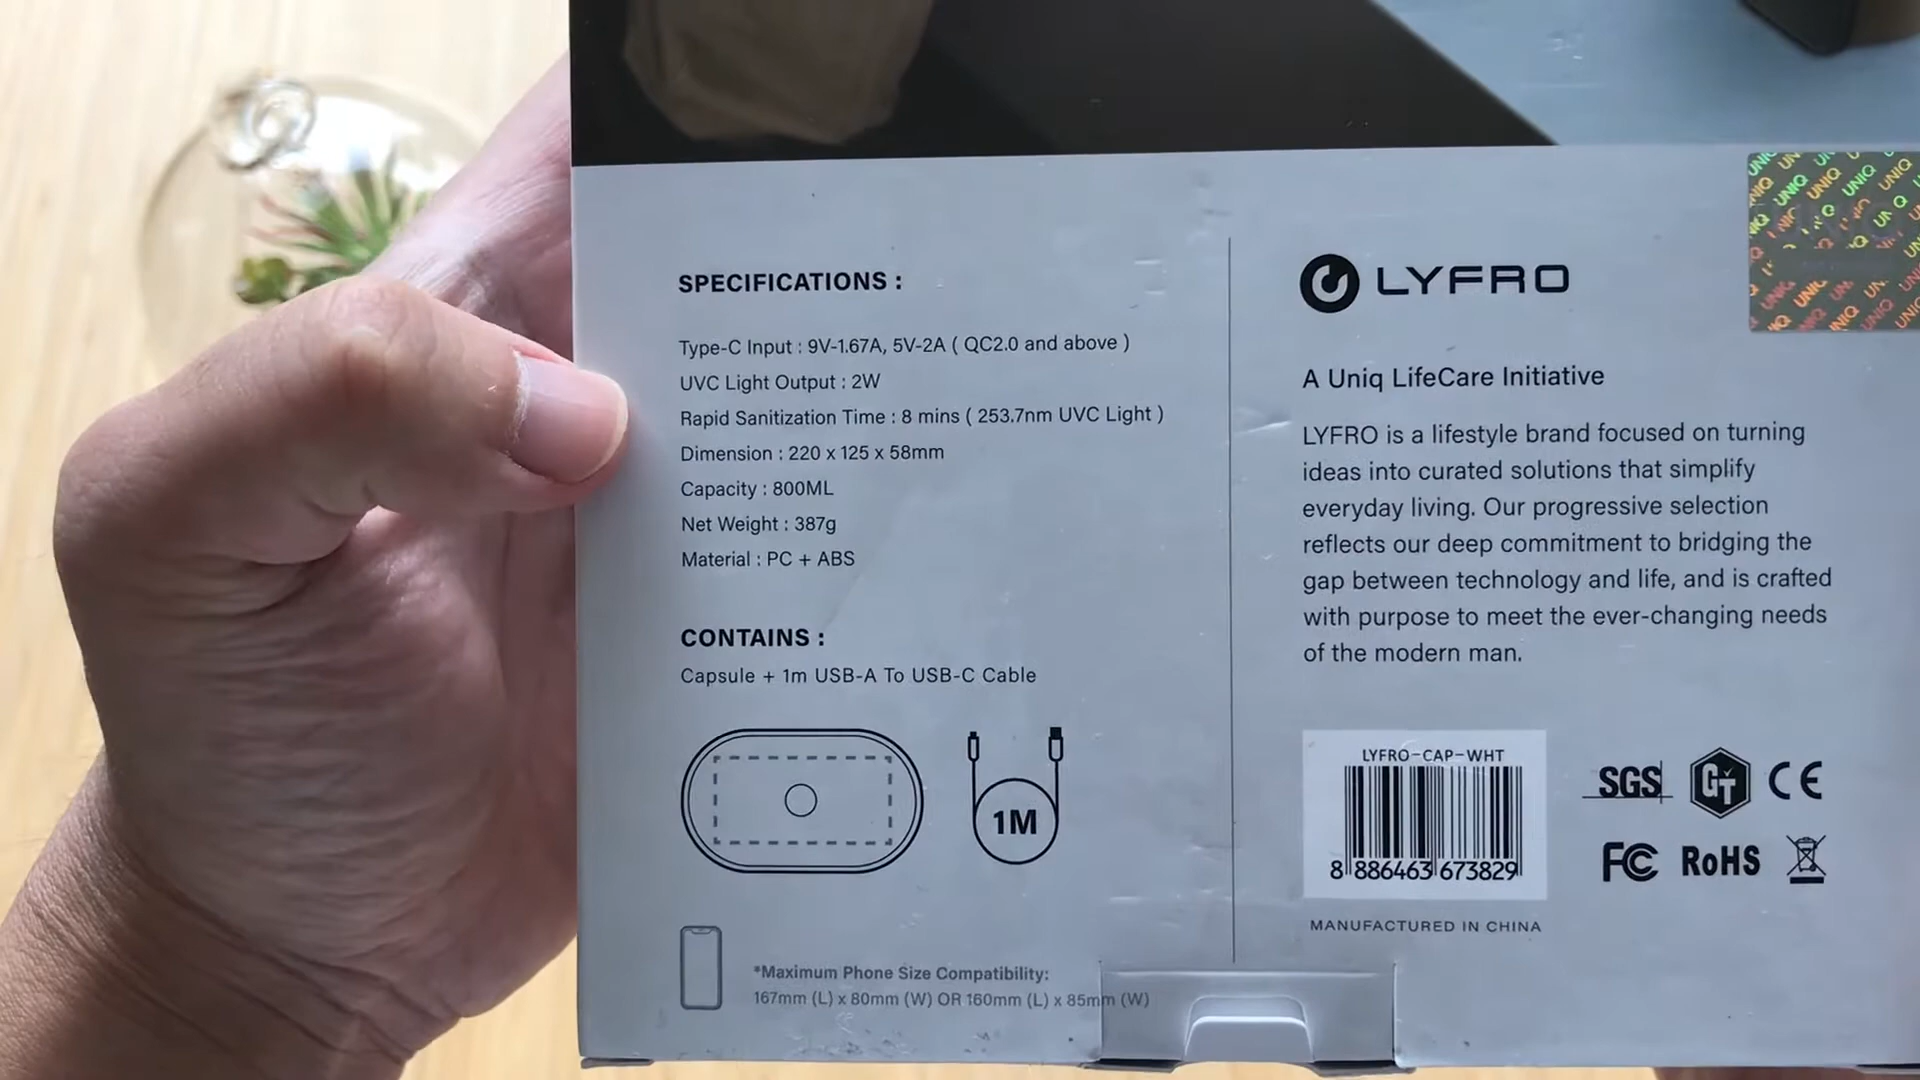 SPECIFICATIONS :
Type-C Input : 9V-1.67A, 5V-2A ( QC2.0 and above )
UVC Light Output : 2W
Rapid Sanitization Time : 8 mins ( 253.7nm UVC Light )
Dimension : 220 x 125 x 58mm
Capacity : 800ML
Net Weight : 387g
Material : PC + ABS
CONTAINS :
Capsule + 1m USB-A To USB-C Cable
1M
*Maximum Phone Size Compatibility:
167mm (L) x 80mm (W) OR 160mm (L) x 85mm (W)
LYFRO
A Uniq LifeCare Initiative
LYFRO is a lifestyle brand focused on turning
ideas into curated solutions that simplify
everyday living. Our progressive selection
reflects our deep commitment to bridging the
gap between technology and life, and is crafted
with purpose to meet the ever-changing needs
of the modern man.
LYFRO-CAP-WHT
8 886463 673829
MANUFACTURED IN CHINA
SGS GT CE
FC RoHS
UNIQ UNIQ UNIQ UNIQ